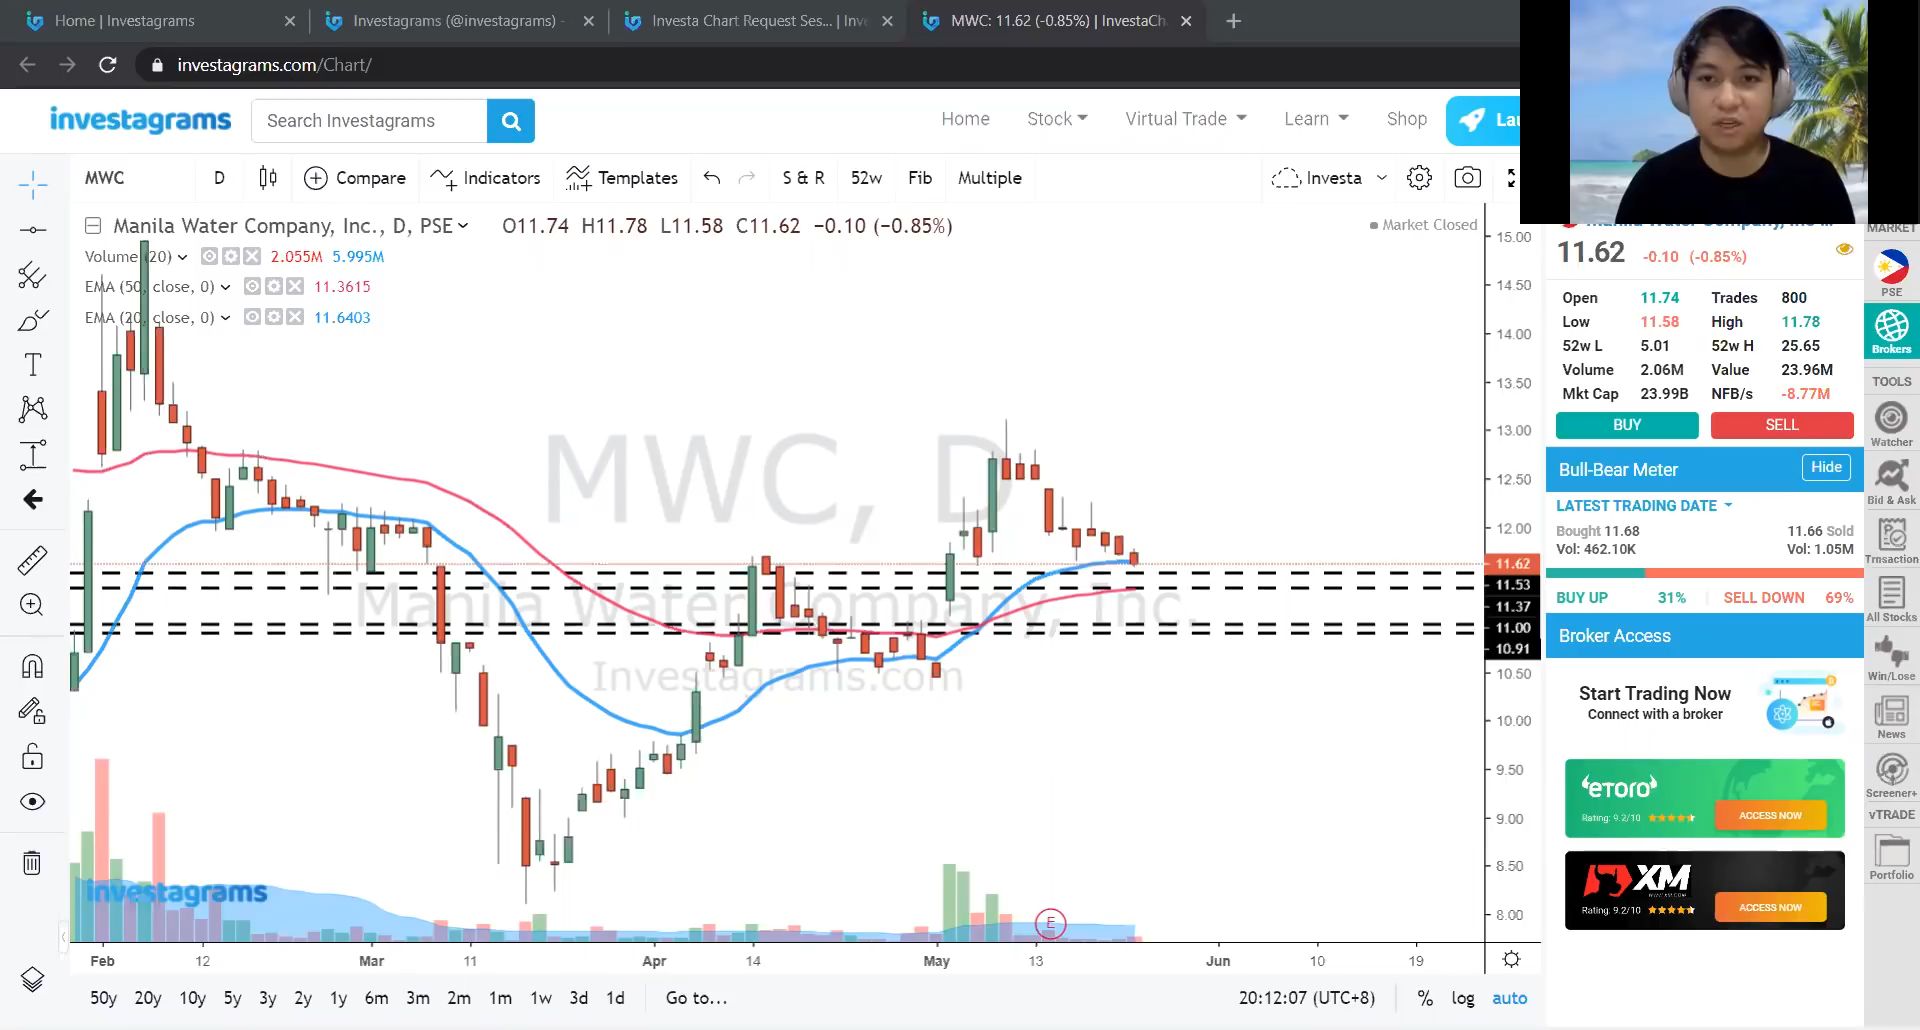 Home | Investagrams
Investagrams (@investagrams) -
Investa Chart Request Ses... | Inve
MWC: 11.62 (-0.85%) | InvestaCh
investagrams.com/Chart/
investagrams
Search Investagrams
Home
Stock
Virtual Trade
Learn
Shop
Lau
MWC
D
Compare
Indicators
Templates
S & R
52w
Fib
Multiple
Investa
Manila Water Company, Inc., D, PSE
O11.74 H11.78 L11.58 C11.62 −0.10 (−0.85%)
Market Closed
Volume (20)
2.055M 5.995M
EMA (50, close, 0)
11.3615
EMA (20, close, 0)
11.6403
MWC, D
Manila Water Company, Inc.
Investagrams.com
investagrams
E
15.00
14.50
14.00
13.50
13.00
12.50
12.00
11.62
11.53
11.37
11.00
10.91
10.50
10.00
9.50
9.00
8.50
8.00
Feb
12
Mar
11
Apr
14
May
13
Jun
10
19
50y 20y 10y 5y 3y 2y 1y 6m 3m 2m 1m 1w 3d 1d
Go to...
20:12:07 (UTC+8)
% log auto
11.62 -0.10 (-0.85%)
Open 11.74 Trades 800
Low 11.58 High 11.78
52w L 5.01 52w H 25.65
Volume 2.06M Value 23.96M
Mkt Cap 23.99B NFB/s -8.77M
BUY SELL
Bull-Bear Meter Hide
LATEST TRADING DATE
Bought 11.68 11.66 Sold
Vol: 462.10K Vol: 1.05M
BUY UP 31% SELL DOWN 69%
Broker Access
Start Trading Now
Connect with a broker
eToro
Rating: 9.2/10
ACCESS NOW
XM
Rating: 9.2/10
ACCESS NOW
MARKET
PSE
Brokers
TOOLS
Watcher
Bid & Ask
Trnsaction
All Stocks
Win/Lose
News
Screener+
vTRADE
Portfolio